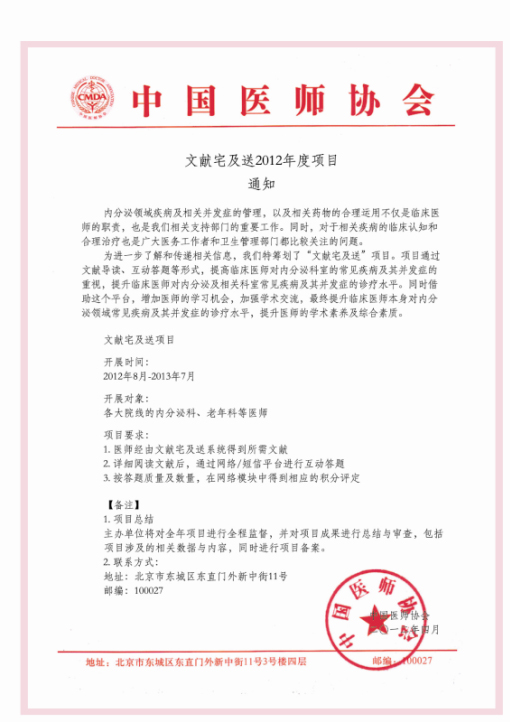 CMDA
中国医师协会
文献宅及送2012年度项目
通知
内分泌领域疾病及相关并发症的管理，以及相关药物的合理运用不仅是临床医
师的职责，也是我们相关支持部门的重要工作。同时，对于相关疾病的临床认知和
合理治疗也是广大医务工作者和卫生管理部门都比较关注的问题。
为进一步了解和传递相关信息，我们特筹划了“文献宅及送”项目。项目通过
文献导读、互动答题等形式，提高临床医师对内分泌科室的常见疾病及其并发症的
重视，提升临床医师对内分泌及相关科室常见疾病及其并发症的诊疗水平。同时借
助这个平台，增加医师的学习机会，加强学术交流，最终提升临床医师本身对内分
泌领域常见疾病及其并发症的诊疗水平，提升医师的学术素养及综合素质。
文献宅及送项目
开展时间：
2012年8月-2013年7月
开展对象：
各大院线的内分泌科、老年科等医师
项目要求：
1. 医师经由文献宅及送系统得到所需文献
2. 详细阅读文献后，通过网络/短信平台进行互动答题
3. 按答题质量及数量，在网络模块中得到相应的积分评定
【备注】
1. 项目总结
主办单位将对全年项目进行全程监督，并对项目成果进行总结与审查，包括
项目涉及的相关数据与内容，同时进行项目备案。
2. 联系方式：
地址：北京市东城区东直门外新中街11号
邮编：100027
中国医师协会
中国医师协会
二〇一二年四月
地址：北京市东城区东直门外新中街11号3号楼四层 邮编：100027